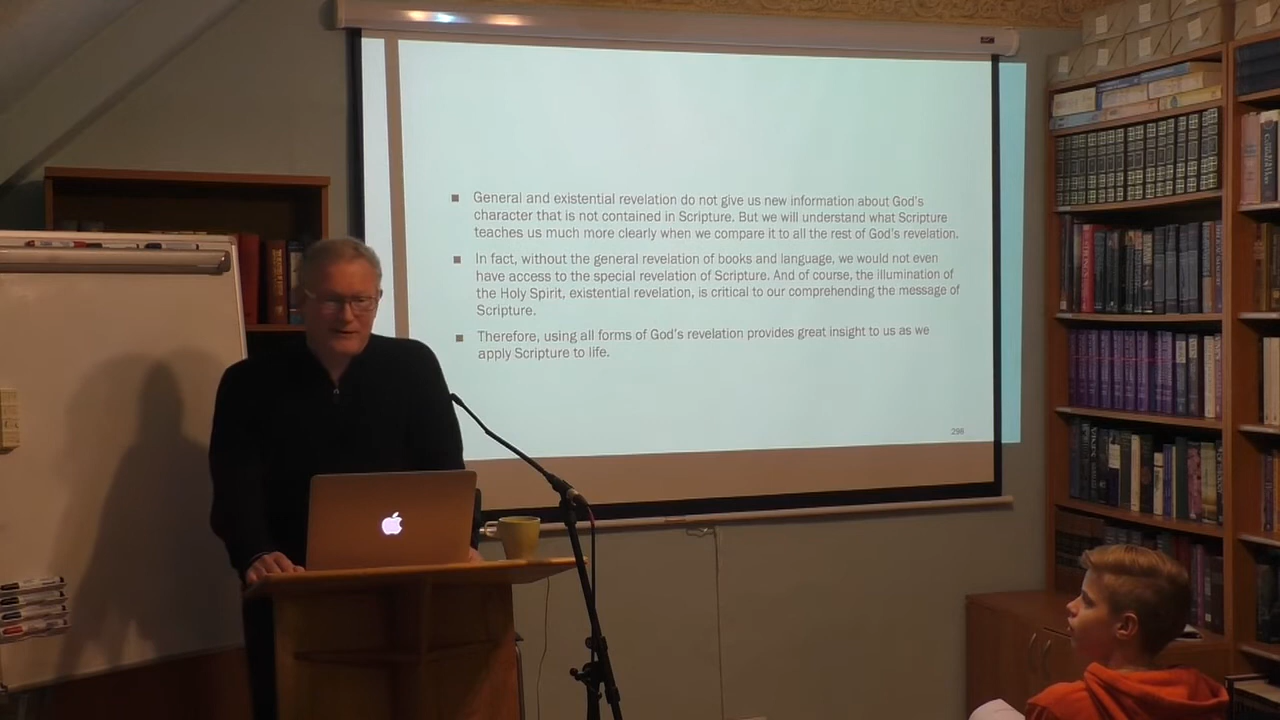 General and existential revelation do not give us new information about God's
character that is not contained in Scripture. But we will understand what Scripture
teaches us much more clearly when we compare it to all the rest of God's revelation.
In fact, without the general revelation of books and language, we would not even
have access to the special revelation of Scripture. And of course, the illumination of
the Holy Spirit, existential revelation, is critical to our comprehending the message of
Scripture.
Therefore, using all forms of God's revelation provides great insight to us as we
apply Scripture to life.
298